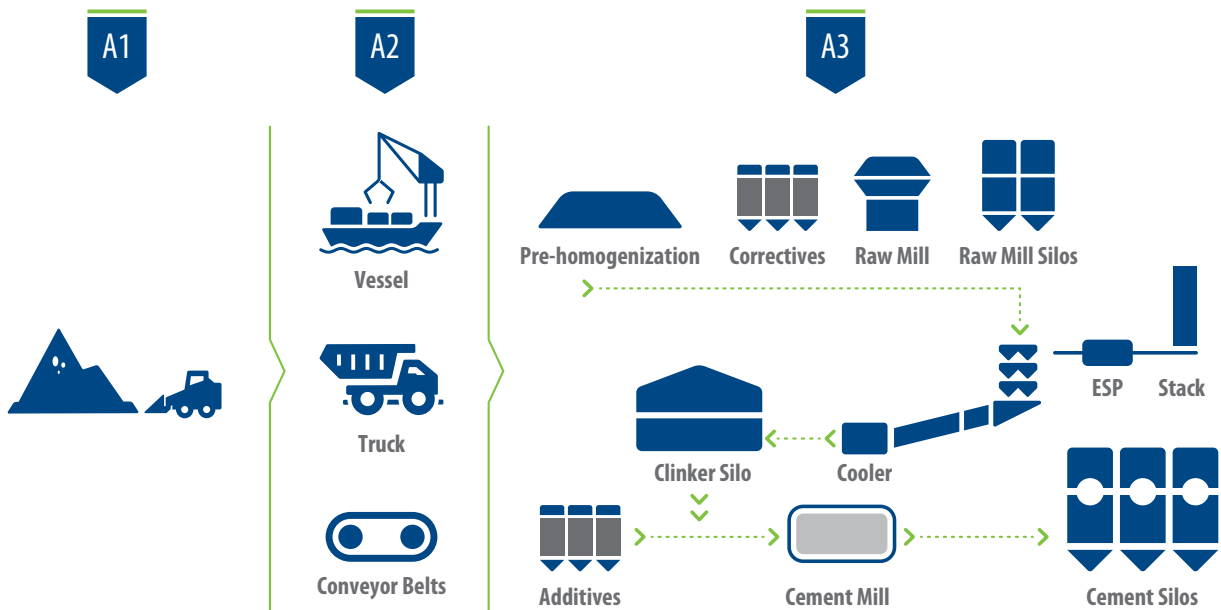 A1
A2
A3
Vessel
Truck
Conveyor Belts
Pre-homogenization
Correctives
Raw Mill
Raw Mill Silos
ESP
Stack
Clinker Silo
Cooler
Additives
Cement Mill
Cement Silos